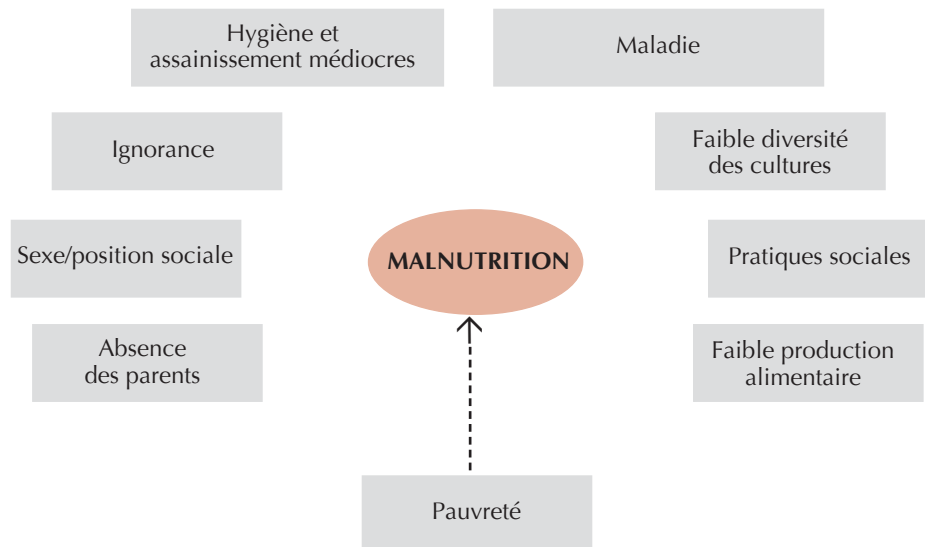 Hygiène et
assainissement médiocres
Maladie
Ignorance
Faible diversité
des cultures
Sexe/position sociale
MALNUTRITION
Pratiques sociales
Absence
des parents
Faible production
alimentaire
Pauvreté